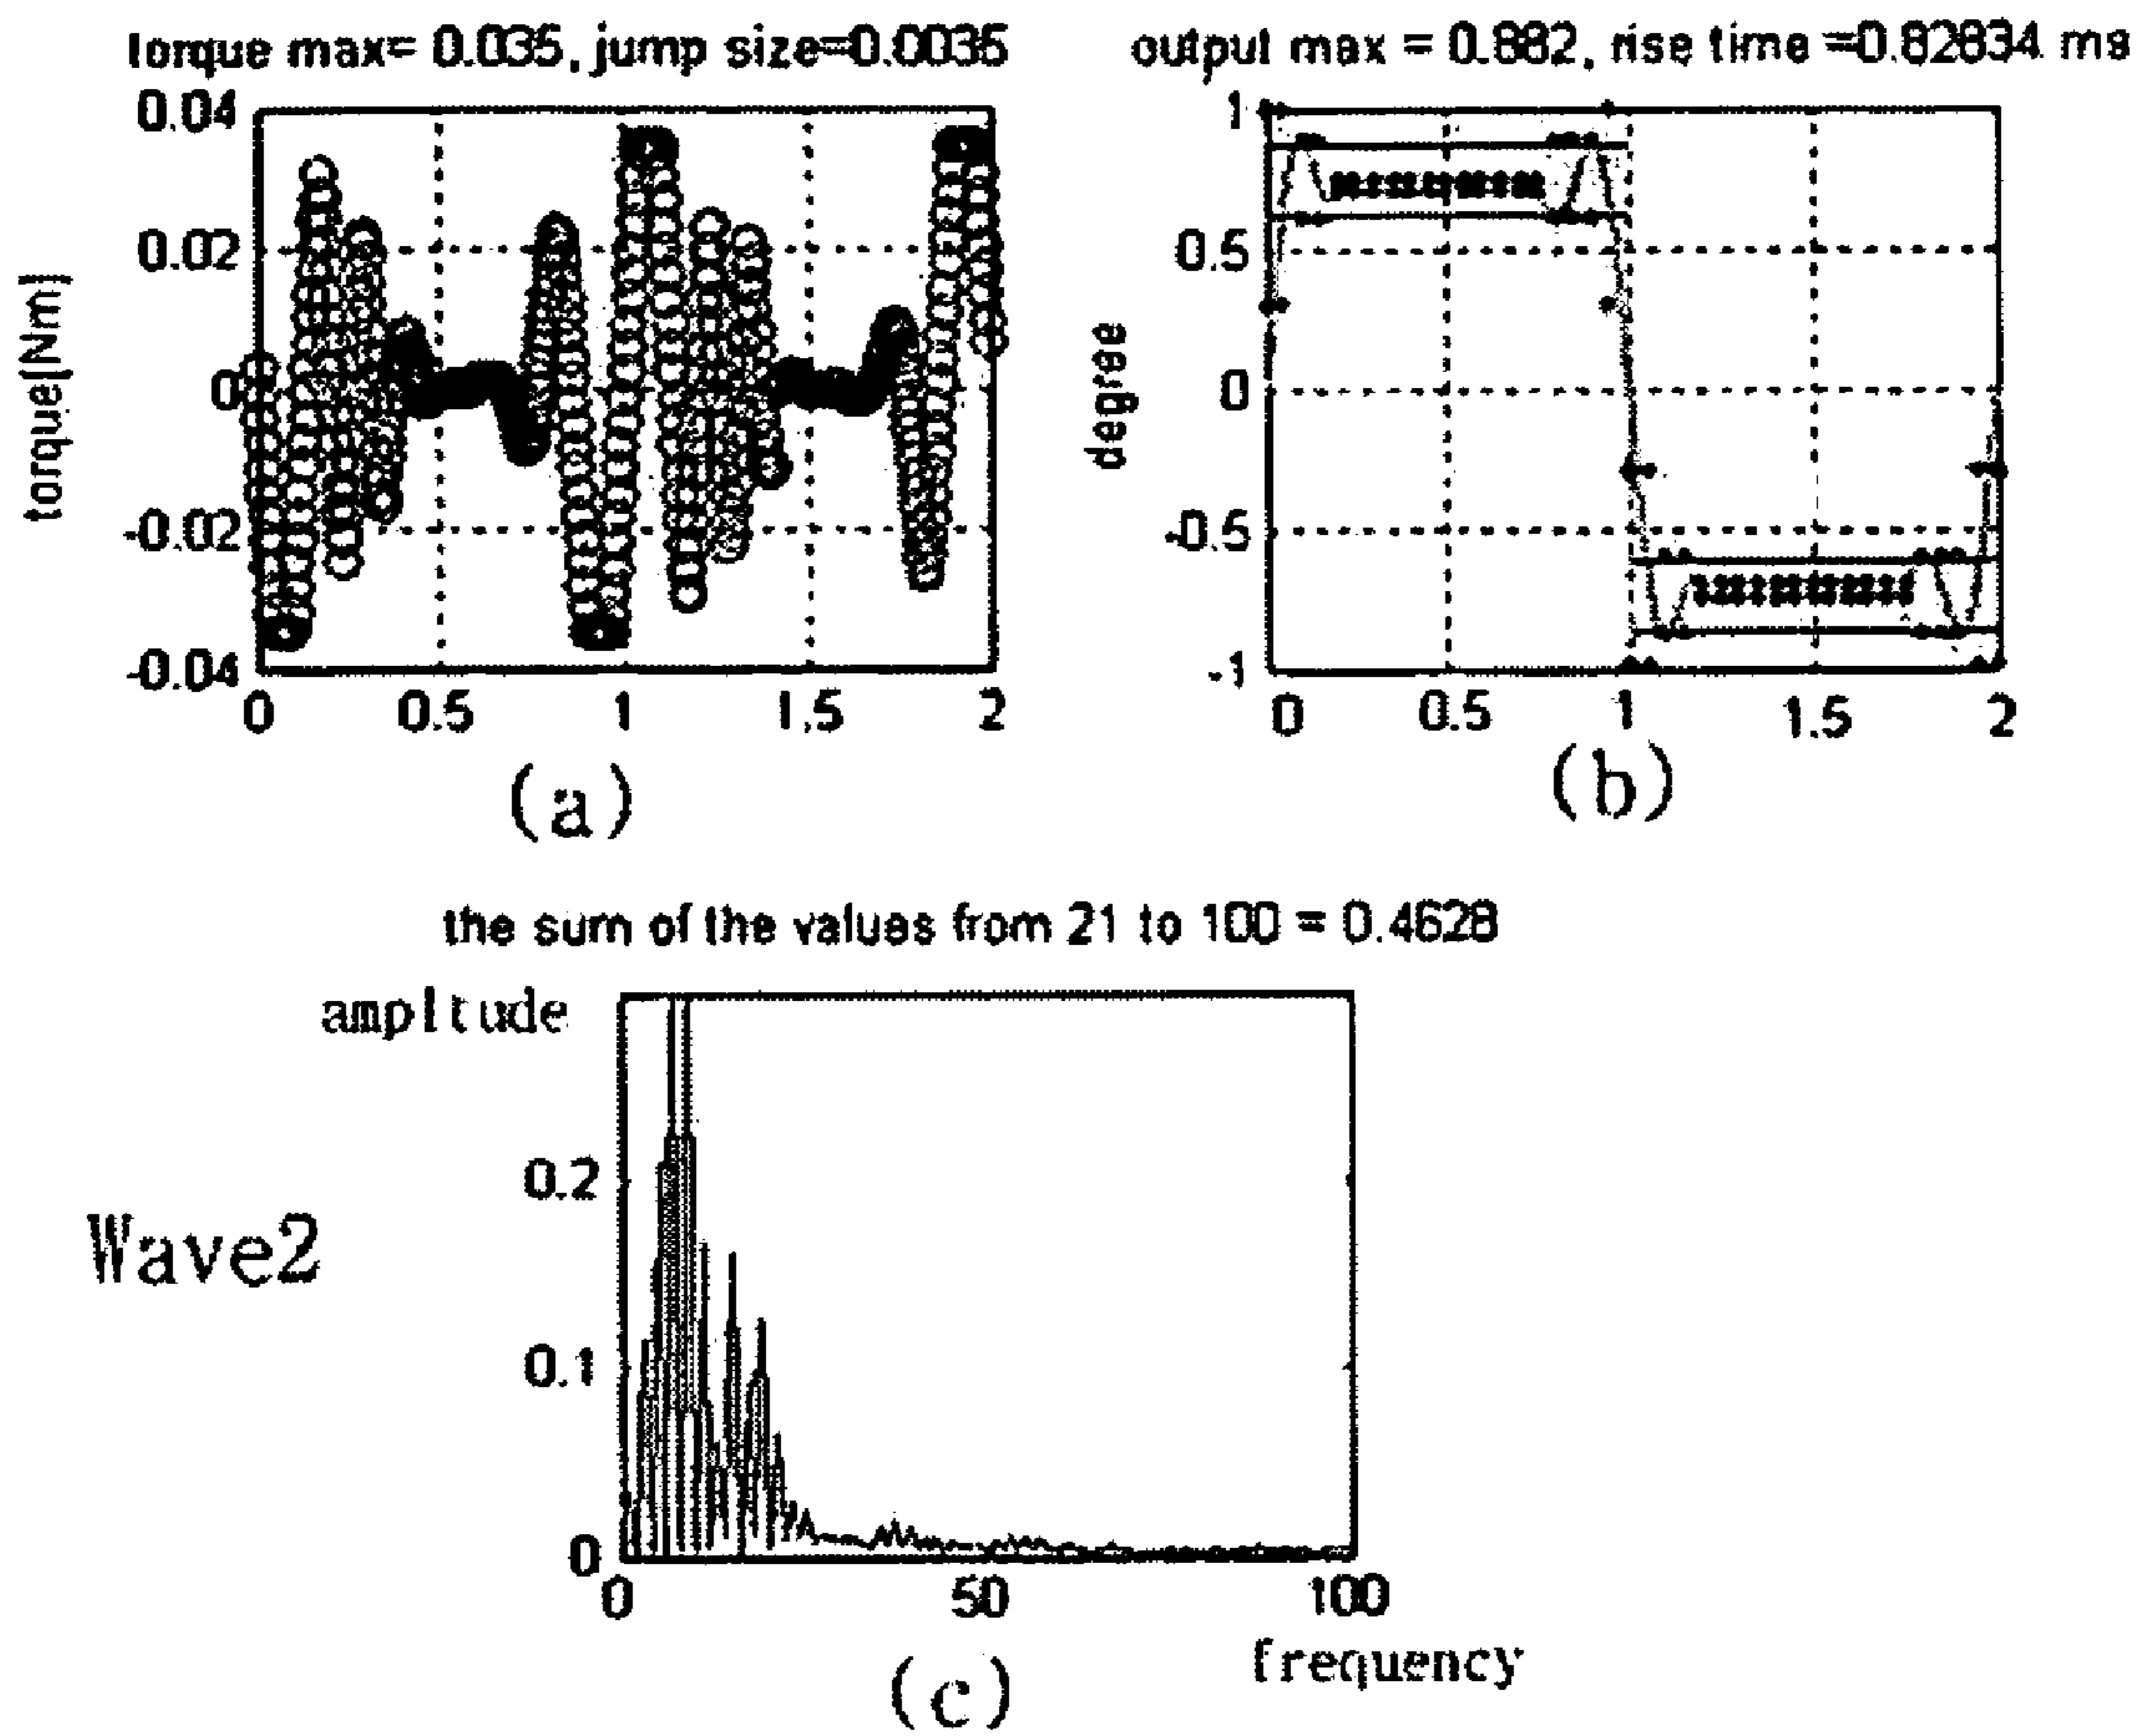 torque max= 0.035, jump size=0.0035
output max = 0.882, rise time =0.82834 ms
0.04
0.02
0
-0.02
-0.04
torque[Nm]
0
0.5
1
1.5
2
(a)
1
0.5
0
-0.5
-1
degree
0
0.5
1
1.5
2
(b)
the sum of the values from 21 to 100 = 0.4628
ampltude
0.2
0.1
0
Wave2
0
50
100
frequency
(c)